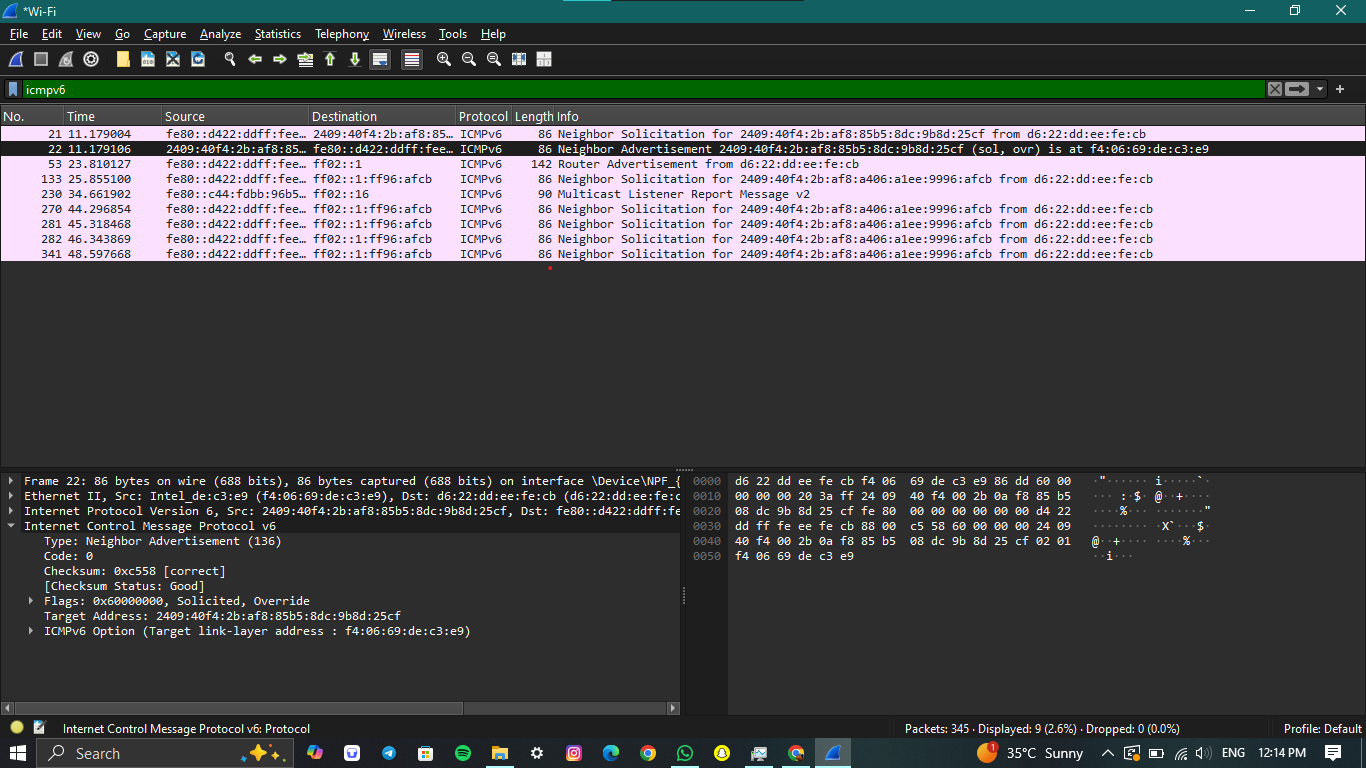 *Wi-Fi
File Edit View Go Capture Analyze Statistics Telephony Wireless Tools Help
icmpv6
No. Time Source Destination Protocol Length Info
21 11.179004 fe80::d422:ddff:fee… 2409:40f4:2b:af8:85… ICMPv6 86 Neighbor Solicitation for 2409:40f4:2b:af8:85b5:8dc:9b8d:25cf from d6:22:dd:ee:fe:cb
22 11.179106 2409:40f4:2b:af8:85… fe80::d422:ddff:fee… ICMPv6 86 Neighbor Advertisement 2409:40f4:2b:af8:85b5:8dc:9b8d:25cf (sol, ovr) is at f4:06:69:de:c3:e9
53 23.810127 fe80::d422:ddff:fee… ff02::1 ICMPv6 142 Router Advertisement from d6:22:dd:ee:fe:cb
133 25.855100 fe80::d422:ddff:fee… ff02::1:ff96:afcb ICMPv6 86 Neighbor Solicitation for 2409:40f4:2b:af8:a406:a1ee:9996:afcb from d6:22:dd:ee:fe:cb
230 34.661902 fe80::c44:fdbb:96b5… ff02::16 ICMPv6 90 Multicast Listener Report Message v2
270 44.296854 fe80::d422:ddff:fee… ff02::1:ff96:afcb ICMPv6 86 Neighbor Solicitation for 2409:40f4:2b:af8:a406:a1ee:9996:afcb from d6:22:dd:ee:fe:cb
281 45.318468 fe80::d422:ddff:fee… ff02::1:ff96:afcb ICMPv6 86 Neighbor Solicitation for 2409:40f4:2b:af8:a406:a1ee:9996:afcb from d6:22:dd:ee:fe:cb
282 46.343869 fe80::d422:ddff:fee… ff02::1:ff96:afcb ICMPv6 86 Neighbor Solicitation for 2409:40f4:2b:af8:a406:a1ee:9996:afcb from d6:22:dd:ee:fe:cb
341 48.597668 fe80::d422:ddff:fee… ff02::1:ff96:afcb ICMPv6 86 Neighbor Solicitation for 2409:40f4:2b:af8:a406:a1ee:9996:afcb from d6:22:dd:ee:fe:cb
Frame 22: 86 bytes on wire (688 bits), 86 bytes captured (688 bits) on interface \Device\NPF_{
Ethernet II, Src: Intel_de:c3:e9 (f4:06:69:de:c3:e9), Dst: d6:22:dd:ee:fe:cb (d6:22:dd:ee:fe:c
Internet Protocol Version 6, Src: 2409:40f4:2b:af8:85b5:8dc:9b8d:25cf, Dst: fe80::d422:ddff:fe
Internet Control Message Protocol v6
Type: Neighbor Advertisement (136)
Code: 0
Checksum: 0xc558 [correct]
[Checksum Status: Good]
Flags: 0x60000000, Solicited, Override
Target Address: 2409:40f4:2b:af8:85b5:8dc:9b8d:25cf
ICMPv6 Option (Target link-layer address : f4:06:69:de:c3:e9)
0000 d6 22 dd ee fe cb f4 06 69 de c3 e9 86 dd 60 00 ·"······ i·····`·
0010 00 00 00 20 3a ff 24 09 40 f4 00 2b 0a f8 85 b5 ··· :·$· @··+····
0020 08 dc 9b 8d 25 cf fe 80 00 00 00 00 00 00 d4 22 ····%··· ·······"
0030 dd ff fe ee fe cb 88 00 c5 58 60 00 00 00 24 09 ········ ·X`···$·
0040 40 f4 00 2b 0a f8 85 b5 08 dc 9b 8d 25 cf 02 01 @··+···· ····%···
0050 f4 06 69 de c3 e9 ··i···
Internet Control Message Protocol v6: Protocol
Packets: 345 · Displayed: 9 (2.6%) · Dropped: 0 (0.0%)
Profile: Default
Search
1
35°C Sunny
ENG
12:14 PM